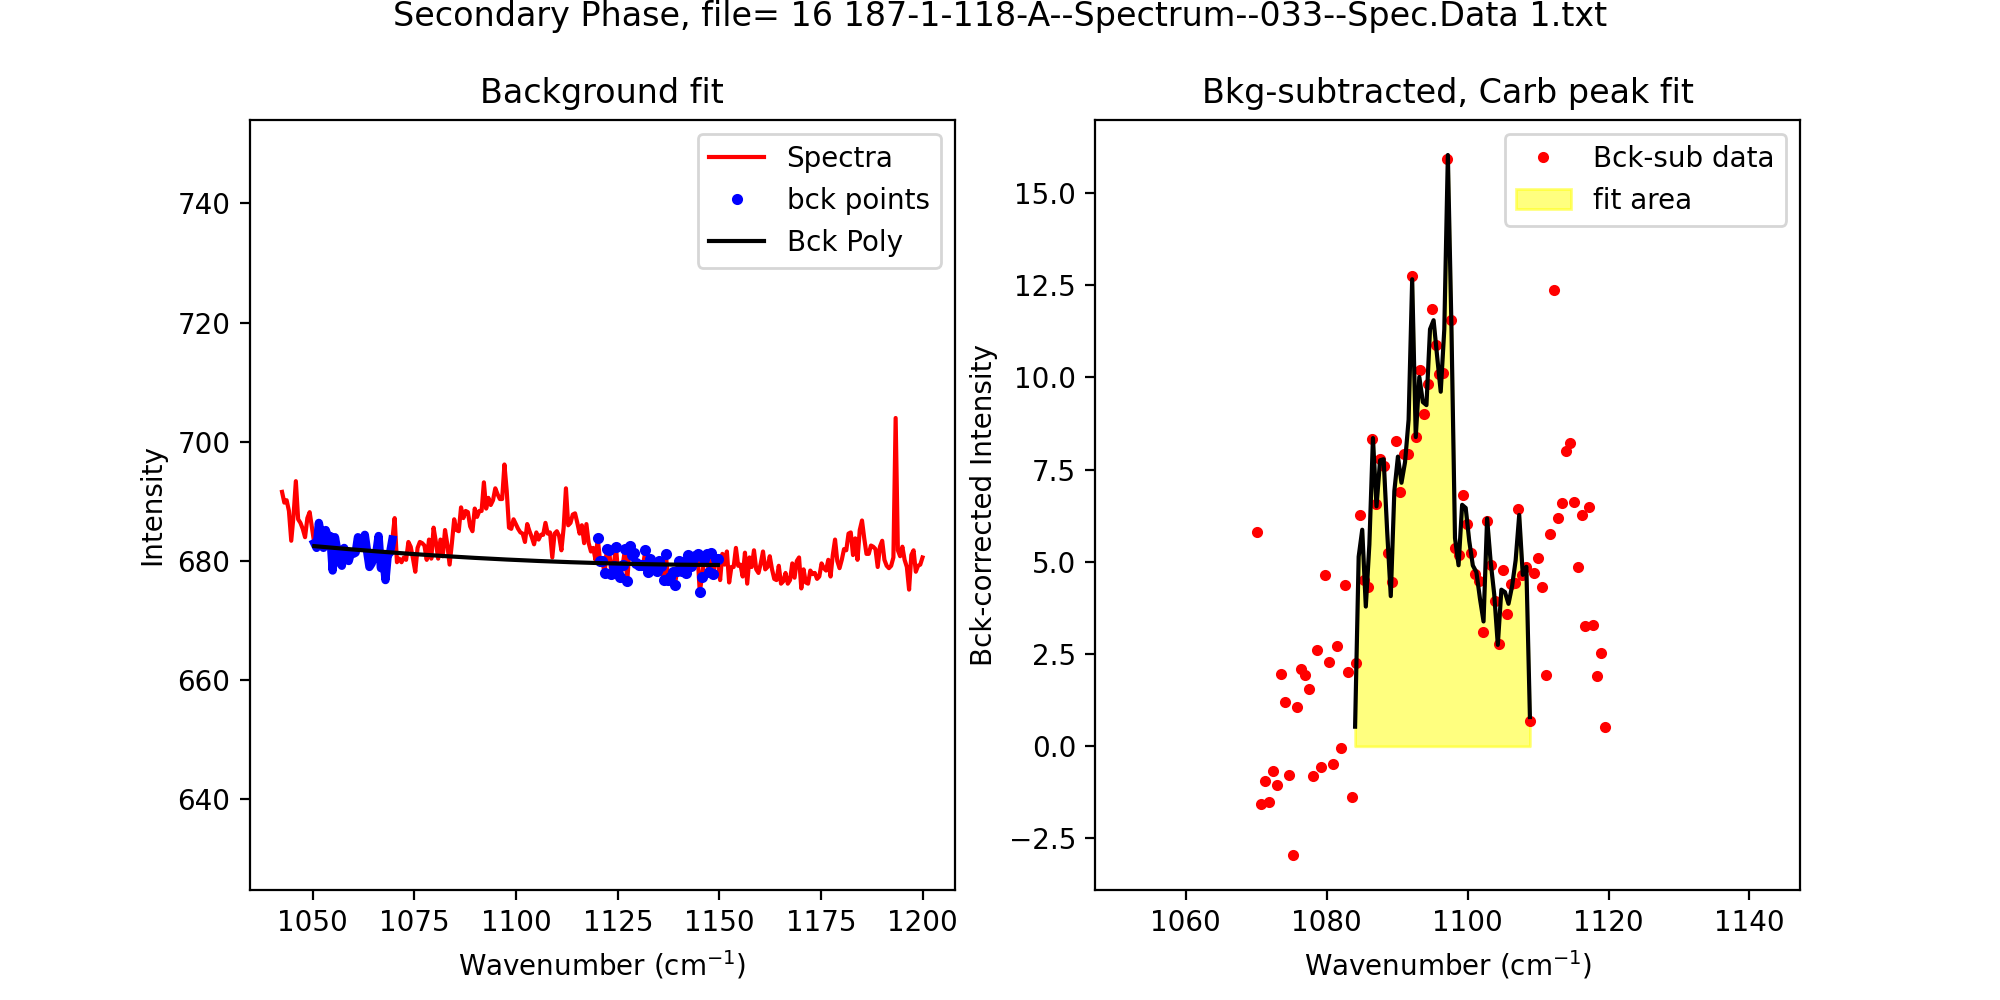 Secondary Phase, file= 16 187-1-118-A--Spectrum--033--Spec.Data 1.txt
Background fit
Spectra
bck points
Bck Poly
740
720
700
680
660
640
Intensity
1050 1075 1100 1125 1150 1175 1200
Wavenumber (cm⁻¹)
Bkg-subtracted, Carb peak fit
Bck-sub data
fit area
15.0
12.5
10.0
7.5
5.0
2.5
0.0
−2.5
Bck-corrected Intensity
1060 1080 1100 1120 1140
Wavenumber (cm⁻¹)